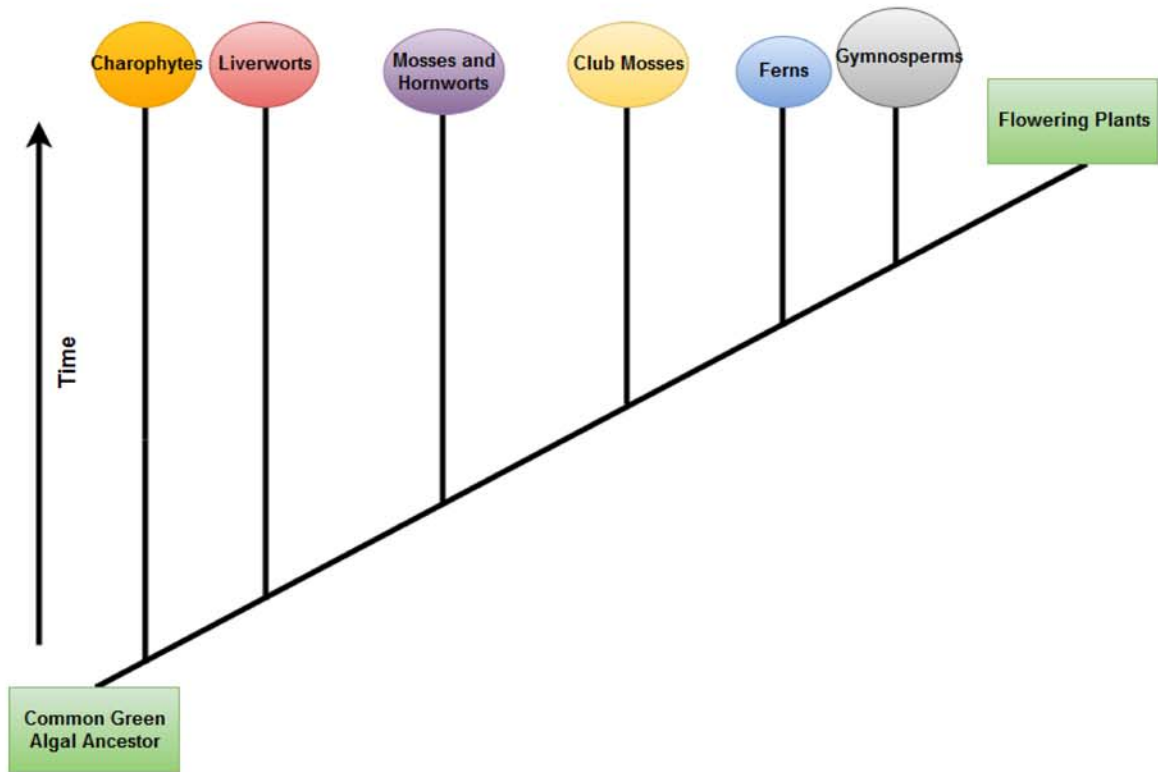 Charophytes
Liverworts
Mosses and
Hornworts
Club Mosses
Ferns
Gymnosperms
Flowering Plants
Time
Common Green
Algal Ancestor